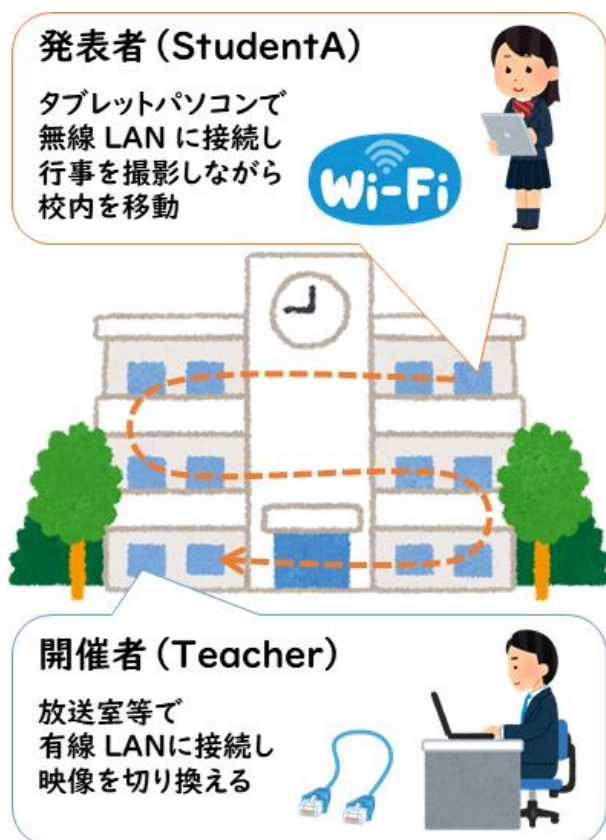 発表者（StudentA）
タブレットパソコンで
無線 LAN に接続し
行事を撮影しながら
校内を移動
Wi-Fi
開催者（Teacher）
放送室等で
有線 LANに接続し
映像を切り換える